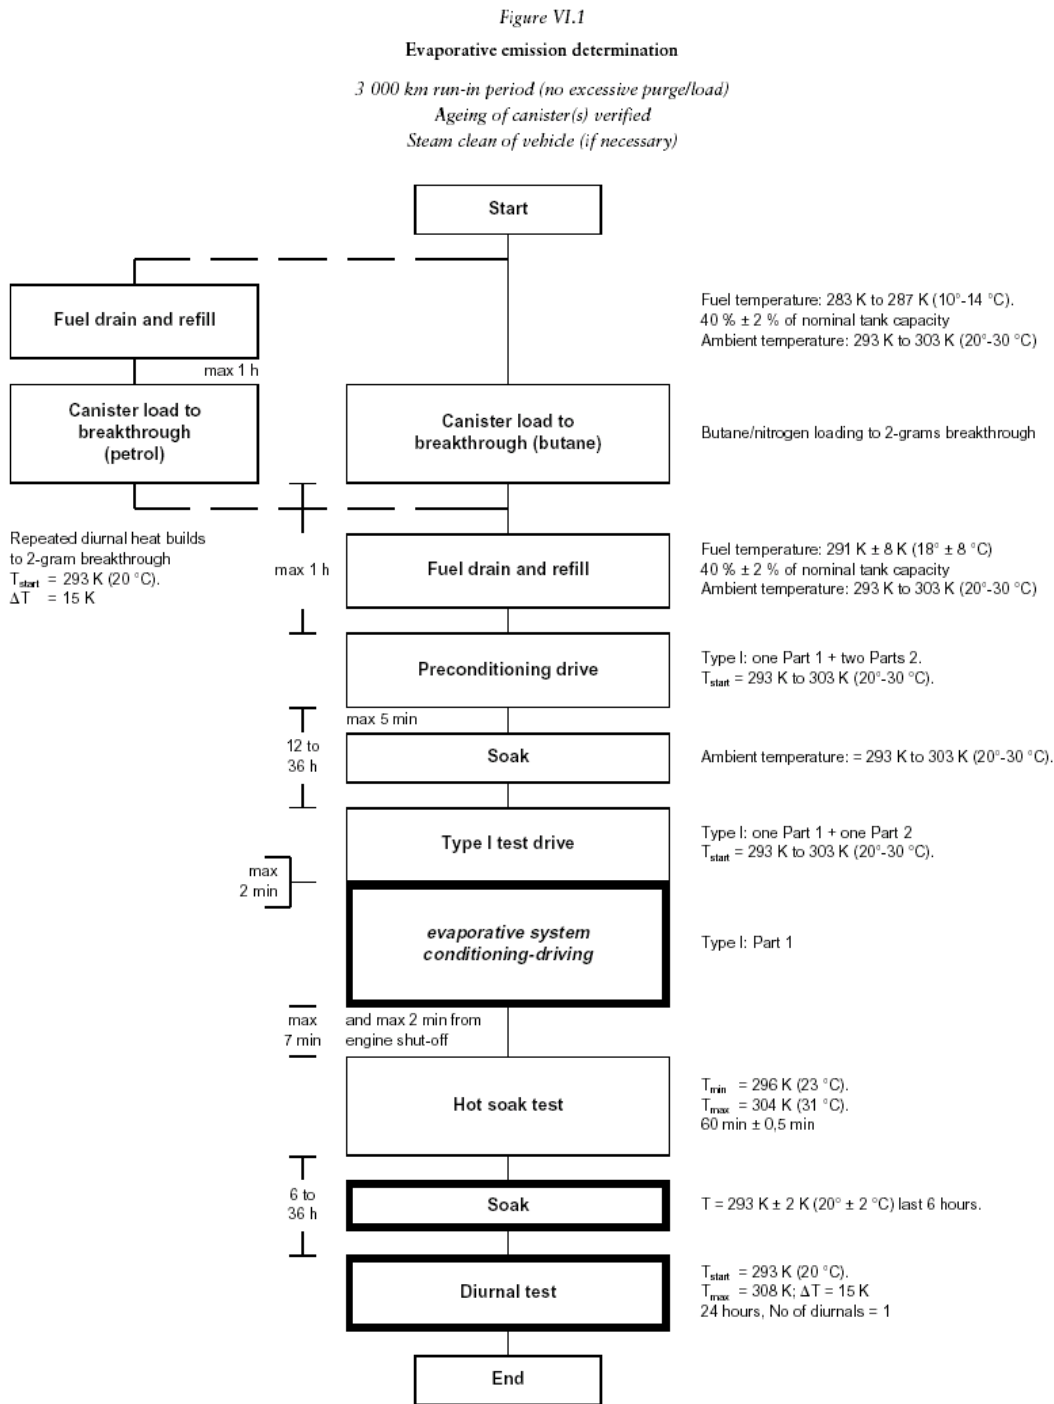 Figure VI.1
Evaporative emission determination
3 000 km run-in period (no excessive purge/load)
Ageing of canister(s) verified
Steam clean of vehicle (if necessary)
Start
Fuel drain and refill
Fuel temperature: 283 K to 287 K (10°-14 °C).
40 % ± 2 % of nominal tank capacity
Ambient temperature: 293 K to 303 K (20°-30 °C)
max 1 h
Canister load to
breakthrough
(petrol)
Canister load to
breakthrough (butane)
Butane/nitrogen loading to 2-grams breakthrough
Repeated diurnal heat builds
to 2-gram breakthrough
Tstart = 293 K (20 °C).
ΔT = 15 K
max 1 h
Fuel drain and refill
Fuel temperature: 291 K ± 8 K (18° ± 8 °C)
40 % ± 2 % of nominal tank capacity
Ambient temperature: 293 K to 303 K (20°-30 °C)
Preconditioning drive
Type I: one Part 1 + two Parts 2.
Tstart = 293 K to 303 K (20°-30 °C).
max 5 min
12 to
36 h
Soak
Ambient temperature: = 293 K to 303 K (20°-30 °C).
Type I test drive
Type I: one Part 1 + one Part 2
Tstart = 293 K to 303 K (20°-30 °C).
max
2 min
evaporative system
conditioning-driving
Type I: Part 1
max
7 min
and max 2 min from
engine shut-off
Hot soak test
Tmin = 296 K (23 °C).
Tmax = 304 K (31 °C).
60 min ± 0,5 min
6 to
36 h
Soak
T = 293 K ± 2 K (20° ± 2 °C) last 6 hours.
Diurnal test
Tstart = 293 K (20 °C).
Tmax = 308 K; ΔT = 15 K
24 hours, No of diurnals = 1
End